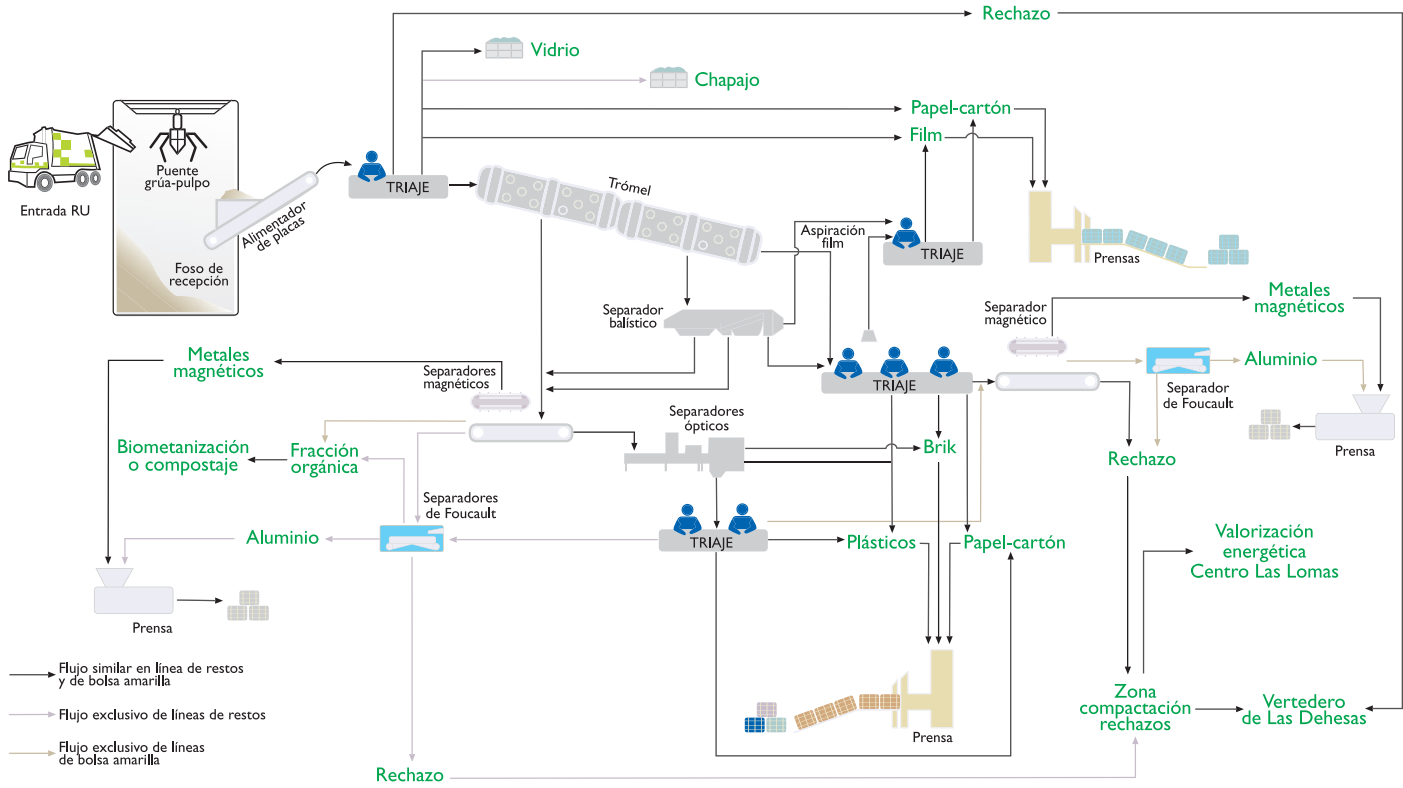 Rechazo
Vidrio
Chapajo
Papel-cartón
Film
Puente
grúa-pulpo
Entrada RU
TRIAJE
Trómel
Alimentador
de placas
Foso de
recepción
Aspiración
film
TRIAJE
Prensas
Separador
balístico
Separador
magnético
Metales
magnéticos
Metales
magnéticos
Separadores
magnéticos
TRIAJE
Aluminio
Separador
de Foucault
Separadores
ópticos
Biometanización
o compostaje
Fracción
orgánica
Brik
Rechazo
Prensa
Separadores
de Foucault
Aluminio
TRIAJE
Plásticos
Papel-cartón
Valorización
energética
Centro Las Lomas
Prensa
Flujo similar en línea de restos
y de bolsa amarilla
Flujo exclusivo de líneas de restos
Flujo exclusivo de líneas
de bolsa amarilla
Prensa
Zona
compactación
rechazos
Vertedero
de Las Dehesas
Rechazo